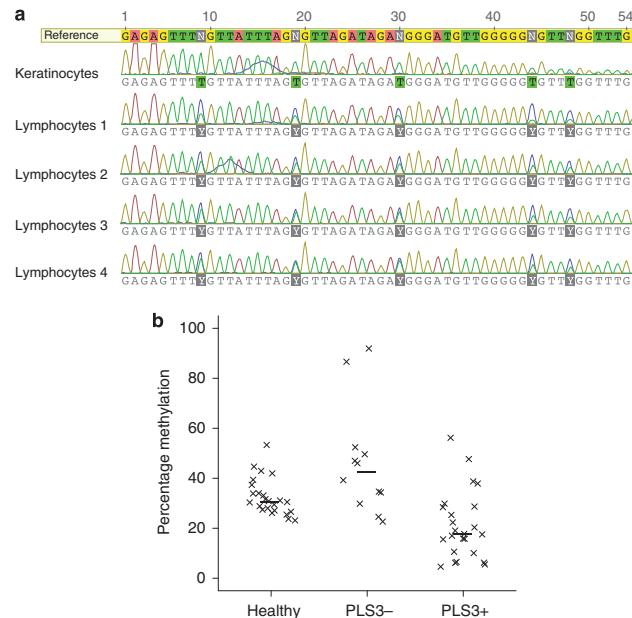 a
1 10 20 30 40 50 54
Reference GAGAGTTTNGTTATTTAGNGTTAGATAGANGGGATGTTGGGGGNGTTNGGTTTG
Keratinocytes
GAGAGTTTTGTTATTTAGTGTTAGATAGATGGGATGTTGGGGGTGTTTGGTTTG
Lymphocytes 1
GAGAGTTTYGTTATTTAGYGTTAGATAGAYGGGATGTTGGGGGYGTTYGGTTTG
Lymphocytes 2
GAGAGTTTYGTTATTTAGYGTTAGATAGAYGGGATGTTGGGGGYGTTYGGTTTG
Lymphocytes 3
GAGAGTTTYGTTATTTAGYGTTAGATAGAYGGGATGTTGGGGGYGTTYGGTTTG
Lymphocytes 4
GAGAGTTTYGTTATTTAGYGTTAGATAGAYGGGATGTTGGGGGYGTTYGGTTTG
b
Percentage methylation
100
80
60
40
20
0
Healthy PLS3– PLS3+